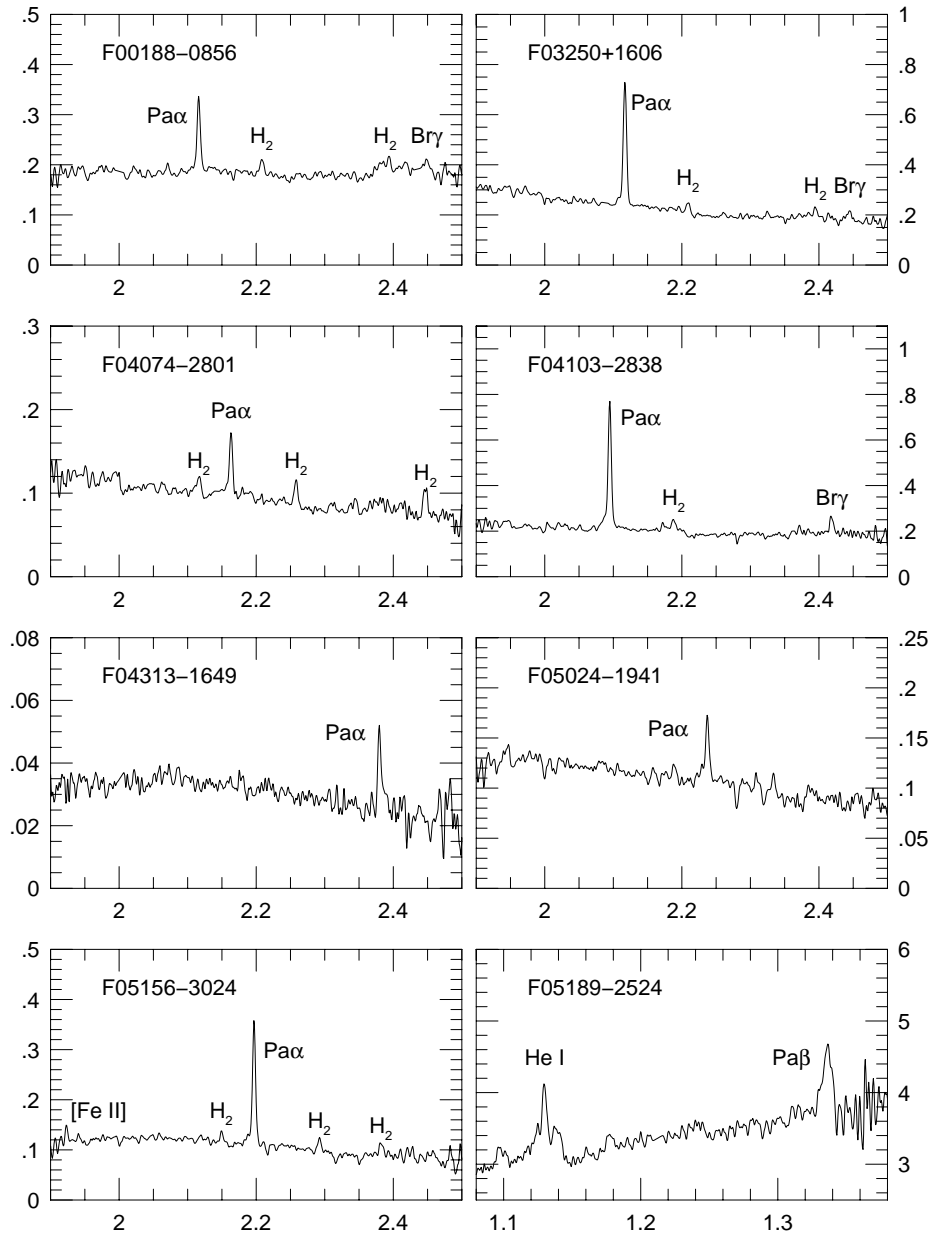 .5
F00188−0856
.4
Paα
.3
H2
H2 Brγ
.2
.1
0
2 2.2 2.4
1
F03250+1606
.8
Paα
.6
.4
H2
H2 Brγ
.2
0
2 2.2 2.4
.3
F04074−2801
.2
Paα
H2
H2
H2
.1
0
2 2.2 2.4
1
F04103−2838
.8
Paα
.6
.4
H2
Brγ
.2
0
2 2.2 2.4
.08
F04313−1649
.06
Paα
.04
.02
0
2 2.2 2.4
.25
F05024−1941
.2
Paα
.15
.1
.05
0
2 2.2 2.4
.5
F05156−3024
.4
Paα
.3
.2
[Fe II]
H2
H2
H2
.1
0
2 2.2 2.4
6
F05189−2524
5
He I
Paβ
4
3
1.1 1.2 1.3